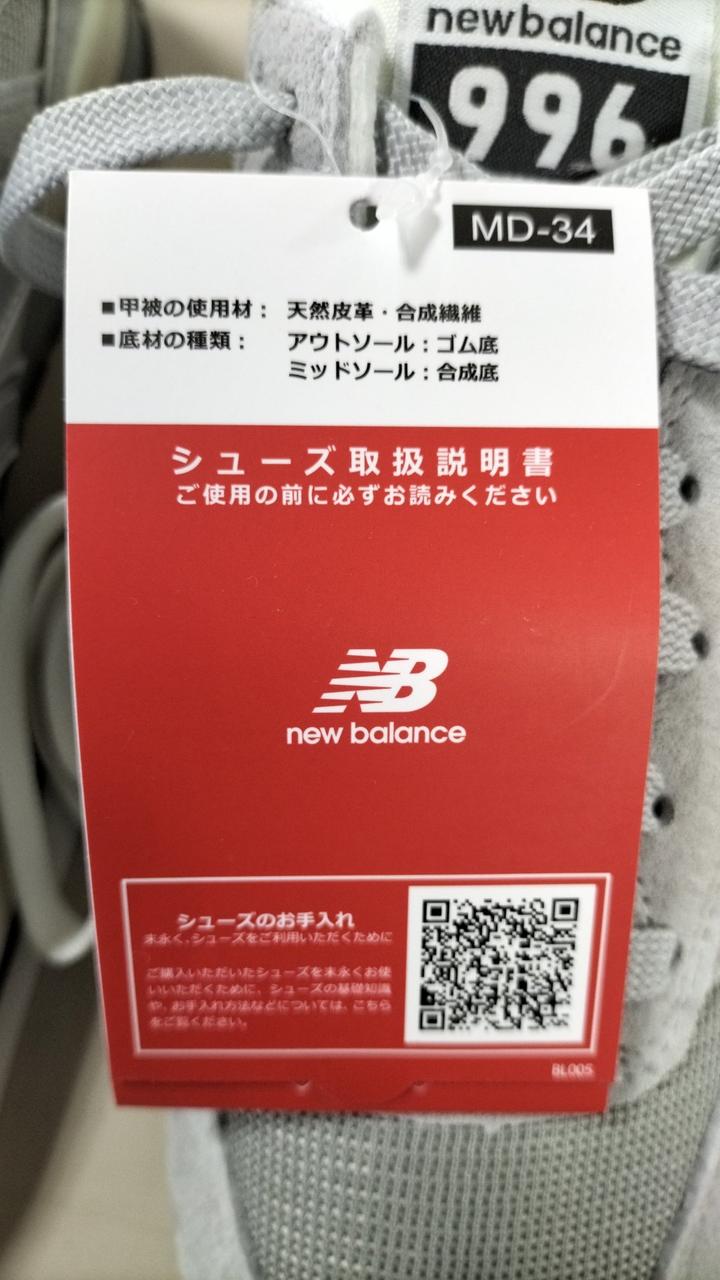 newbalance
996
MD-34
■甲被の使用材： 天然皮革・合成繊維
■底材の種類： アウトソール：ゴム底
ミッドソール：合成底
シューズ取扱説明書
ご使用の前に必ずお読みください
NB
new balance
シューズのお手入れ
末永く、シューズをご利用いただくために
ご購入いただいたシューズを末永くお使
いいただくために、シューズの基礎知識
や、お手入れ方法などについては、こちら
をご覧ください。
BL005